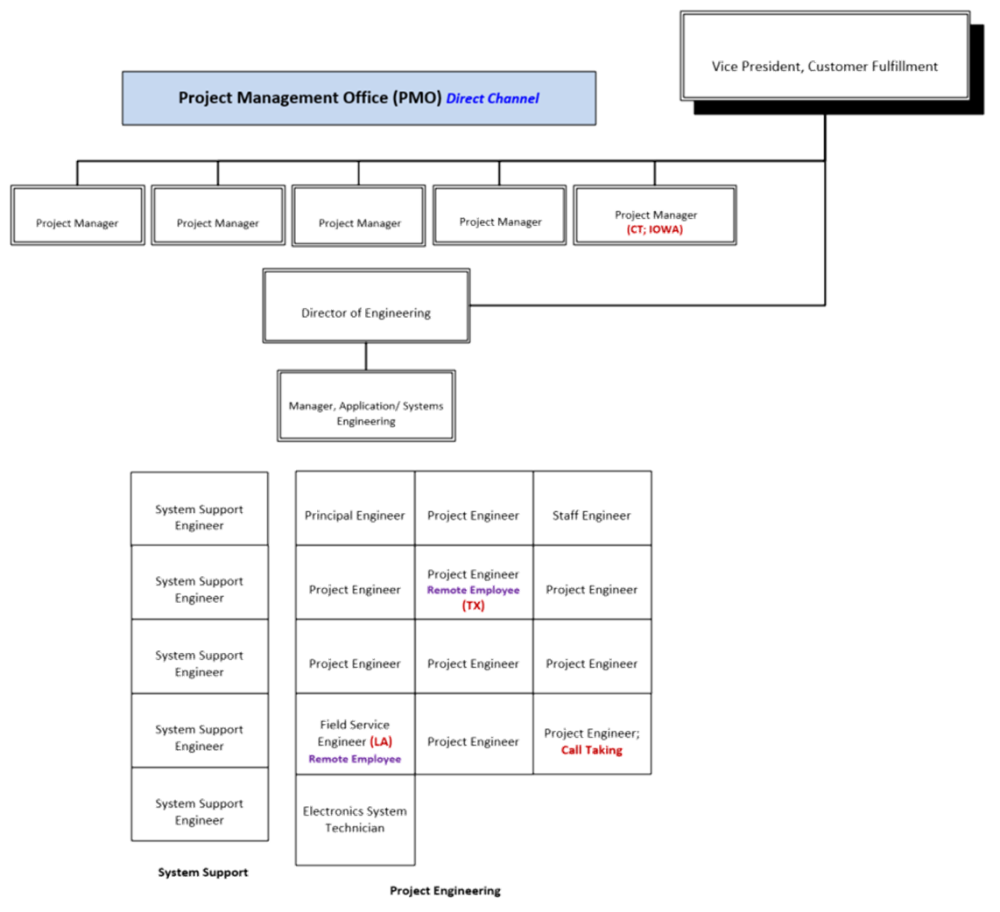 Vice President, Customer Fulfillment
Project Management Office (PMO) Direct Channel
Project Manager
Project Manager
Project Manager
Project Manager
Project Manager
(CT; IOWA)
Director of Engineering
Manager, Application/ Systems
Engineering
System Support
Engineer
Principal Engineer
Project Engineer
Staff Engineer
System Support
Engineer
Project Engineer
Project Engineer
Remote Employee
(TX)
Project Engineer
System Support
Engineer
Project Engineer
Project Engineer
Project Engineer
System Support
Engineer
Field Service
Engineer (LA)
Remote Employee
Project Engineer
Project Engineer;
Call Taking
System Support
Engineer
Electronics System
Technician
System Support
Project Engineering